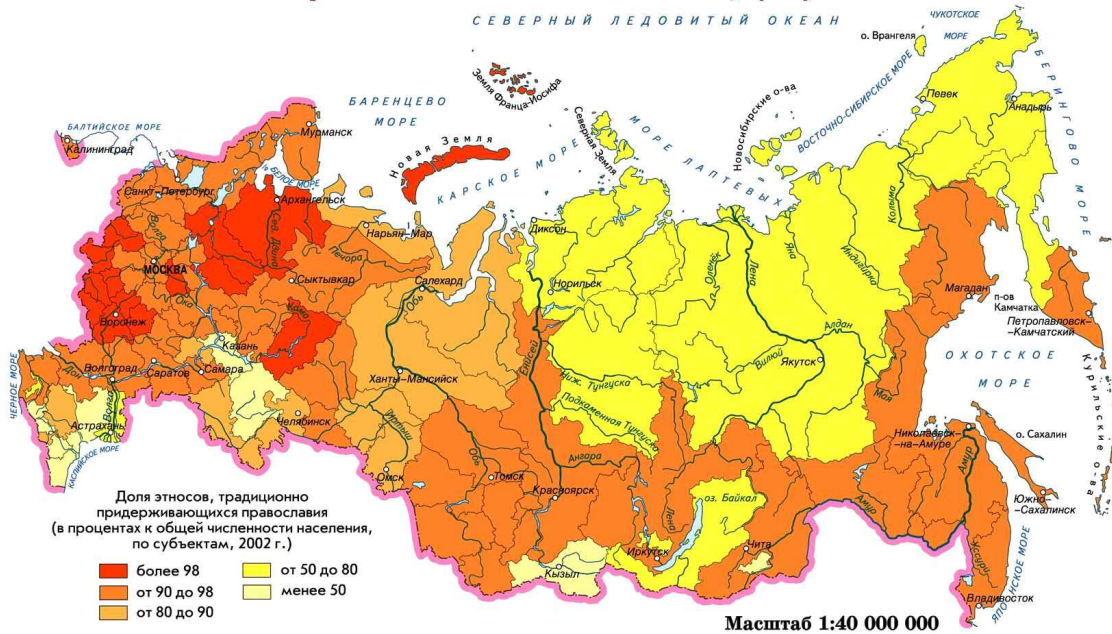 СЕВЕРНЫЙ ЛЕДОВИТЫЙ ОКЕАН
ЧУКОТСКОЕ
МОРЕ
о. Врангеля
БЕРИНГОВО МОРЕ
Земля Франца-Иосифа
БАРЕНЦЕВО
МОРЕ
Новая Земля
КАРСКОЕ МОРЕ
Северная Земля
МОРЕ ЛАПТЕВЫХ
Новосибирские о-ва
ВОСТОЧНО-СИБИРСКОЕ МОРЕ
Певек
Анадырь
БАЛТИЙСКОЕ МОРЕ
Калининград
Мурманск
Санкт-Петербург
БЕЛОЕ МОРЕ
Архангельск
Сев. Двина
Нарьян-Мар
Печора
Диксон
Норильск
Оленёк
Лена
Яна
Индигирка
Колыма
Волга
МОСКВА
Ока
Сыктывкар
Салехард
Обь
Кама
Енисей
Магадан
п-ов
Камчатка
Петропавловск-
-Камчатский
Воронеж
Казань
Алдан
Вилюй
Якутск
ОХОТСКОЕ
МОРЕ
Курильские о-ва
ЧЕРНОЕ МОРЕ
Дон
Волгоград
Саратов
Самара
Ханты-Мансийск
Ниж. Тунгуска
Подкаменная Тунгуска
Мая
Астрахань
Волга
КАСПИЙСКОЕ МОРЕ
Челябинск
Иртыш
Обь
Ангара
Николаевск-
-на-Амуре
Амур
о. Сахалин
Омск
Томск
Красноярск
Лена
оз. Байкал
Амур
Южно-
-Сахалинск
Кызыл
Иркутск
Чита
Уссури
Владивосток
ЯПОНСКОЕ МОРЕ
Доля этносов, традиционно
придерживающихся православия
(в процентах к общей численности населения,
по субъектам, 2002 г.)
более 98
от 90 до 98
от 80 до 90
от 50 до 80
менее 50
Масштаб 1:40 000 000